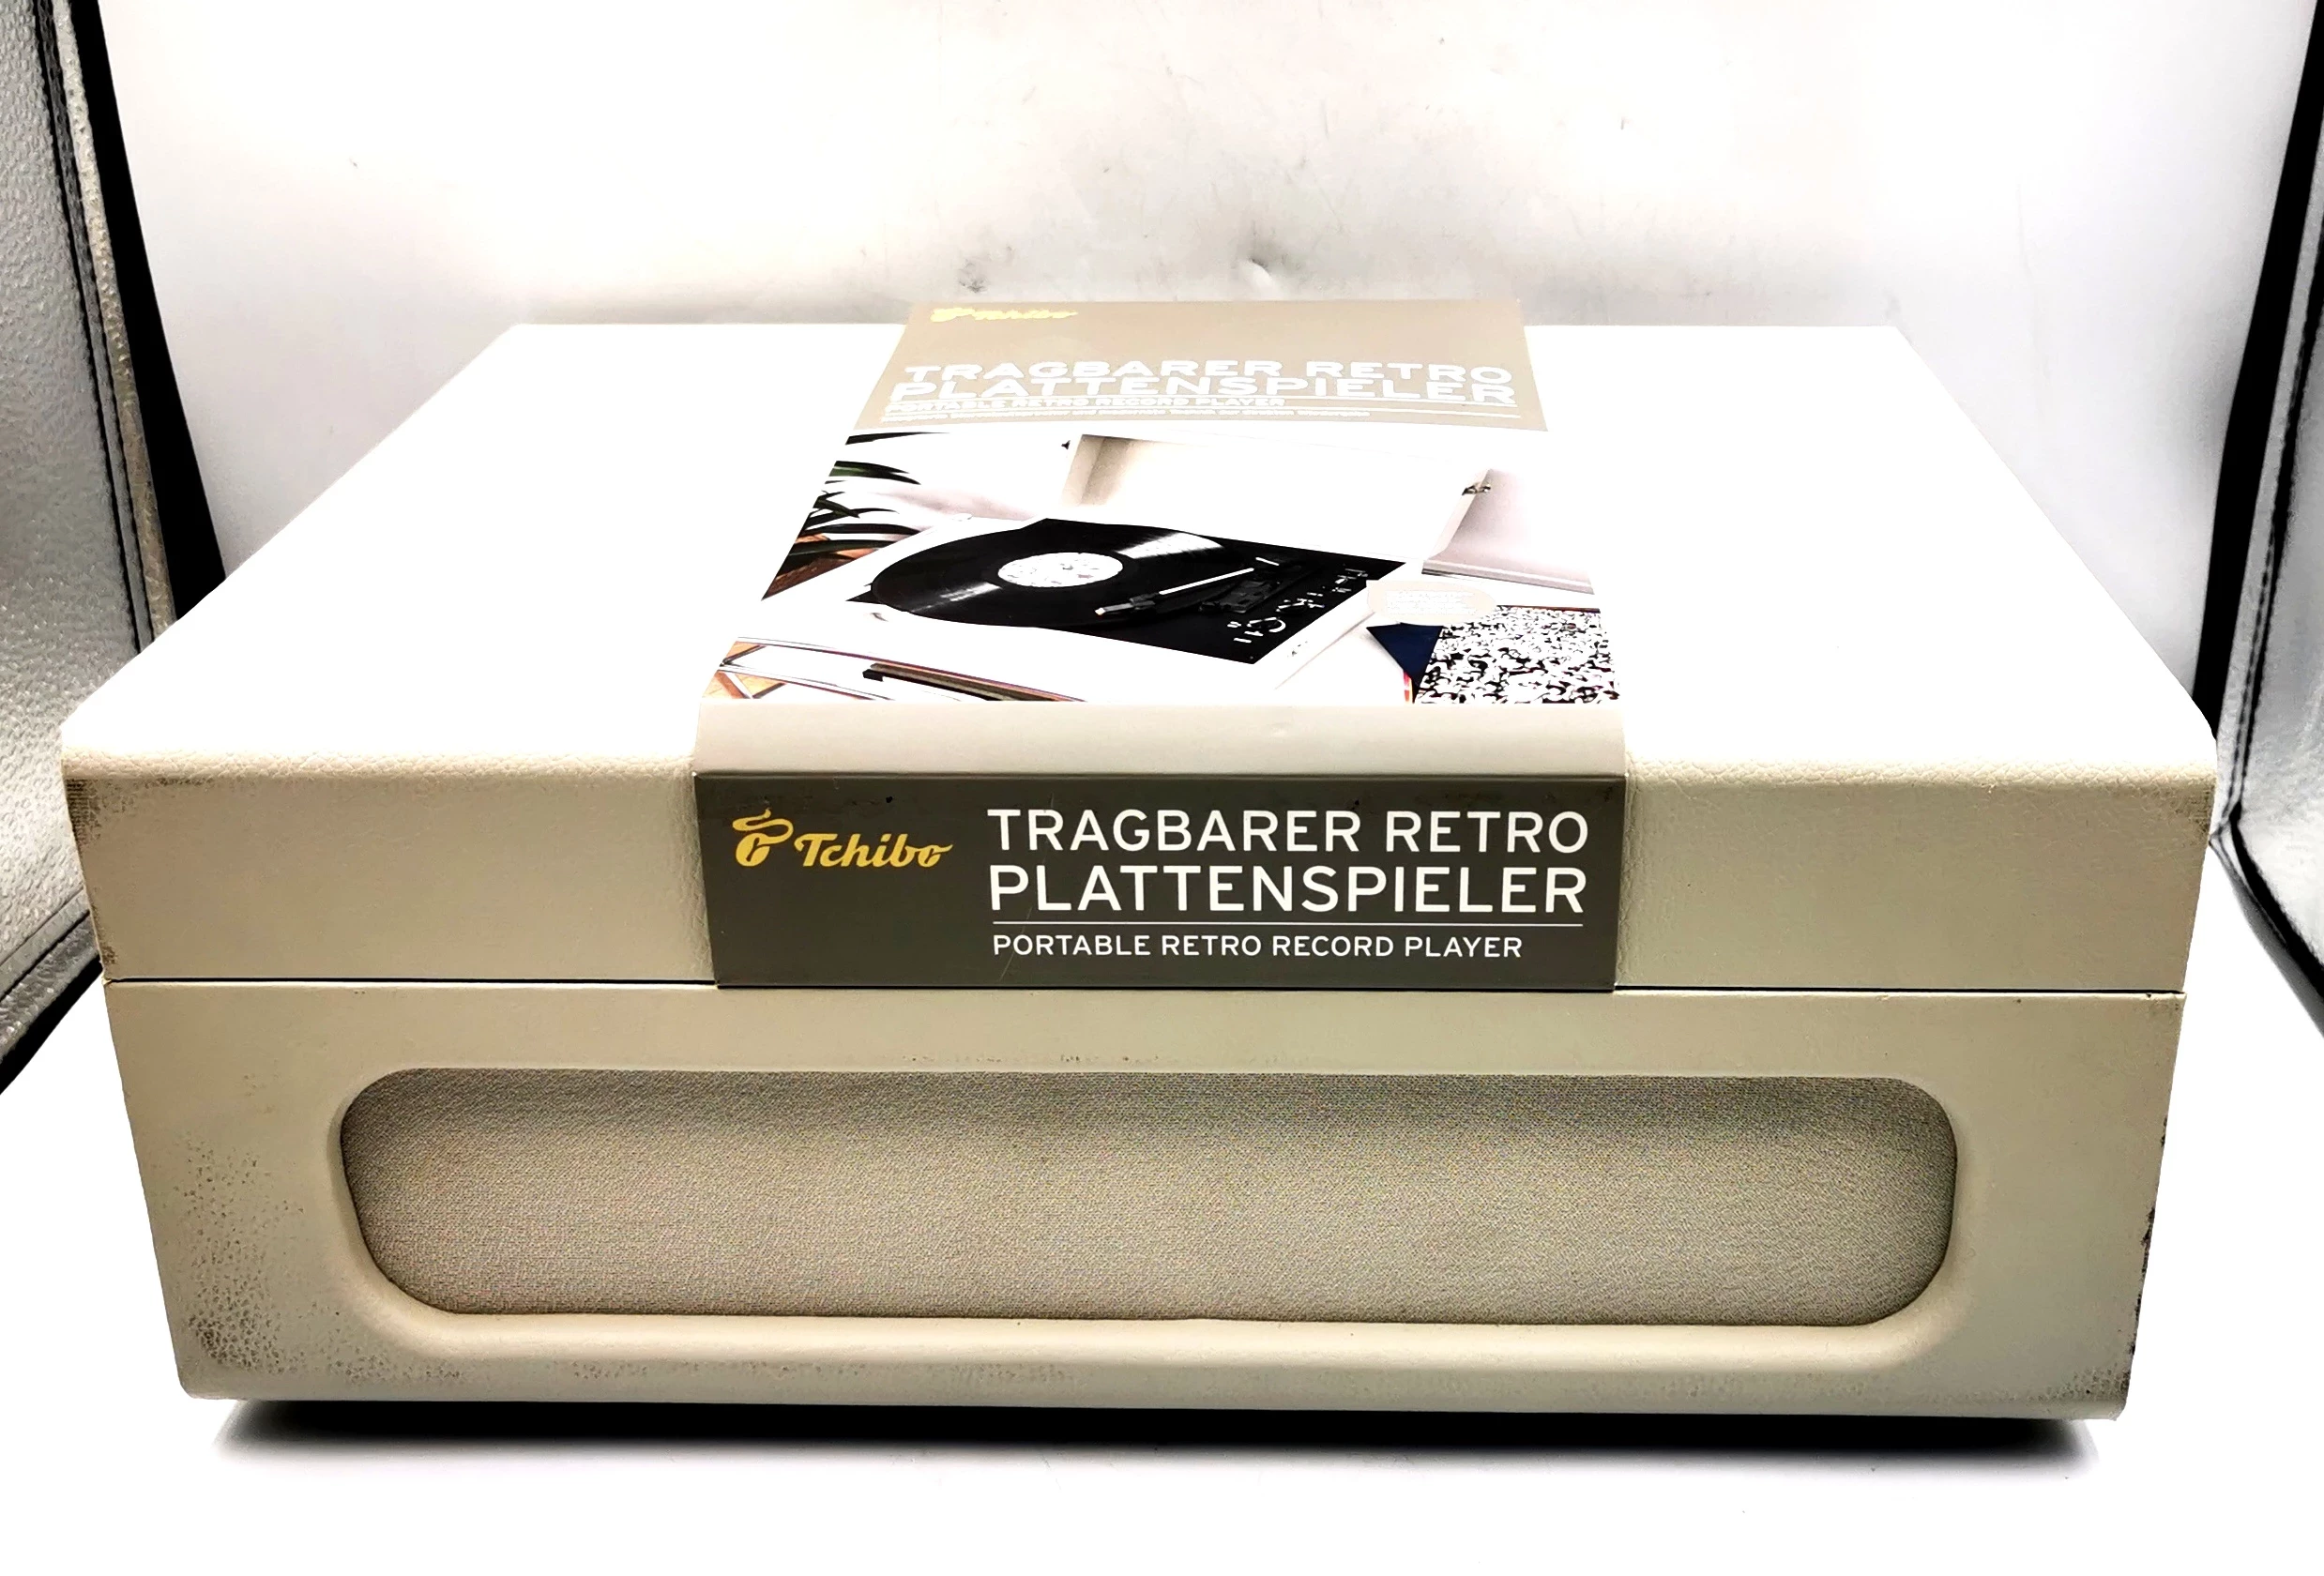 Tchibo
TRAGBARER RETRO
PLATTENSPIELER
PORTABLE RETRO RECORD PLAYER
Tchibo
TRAGBARER RETRO
PLATTENSPIELER
PORTABLE RETRO RECORD PLAYER